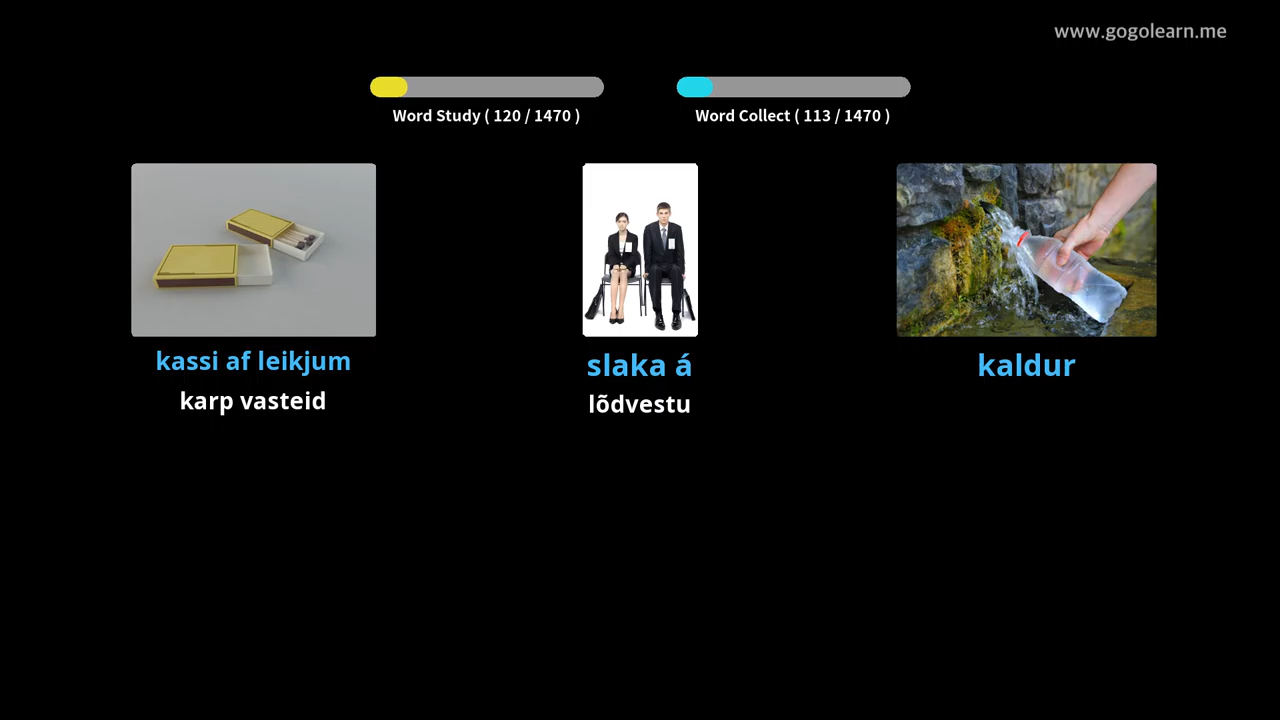 www.gogolearn.me
Word Study ( 120 / 1470 )
Word Collect ( 113 / 1470 )
kassi af leikjum
karp vasteid
slaka á
lõdvestu
kaldur